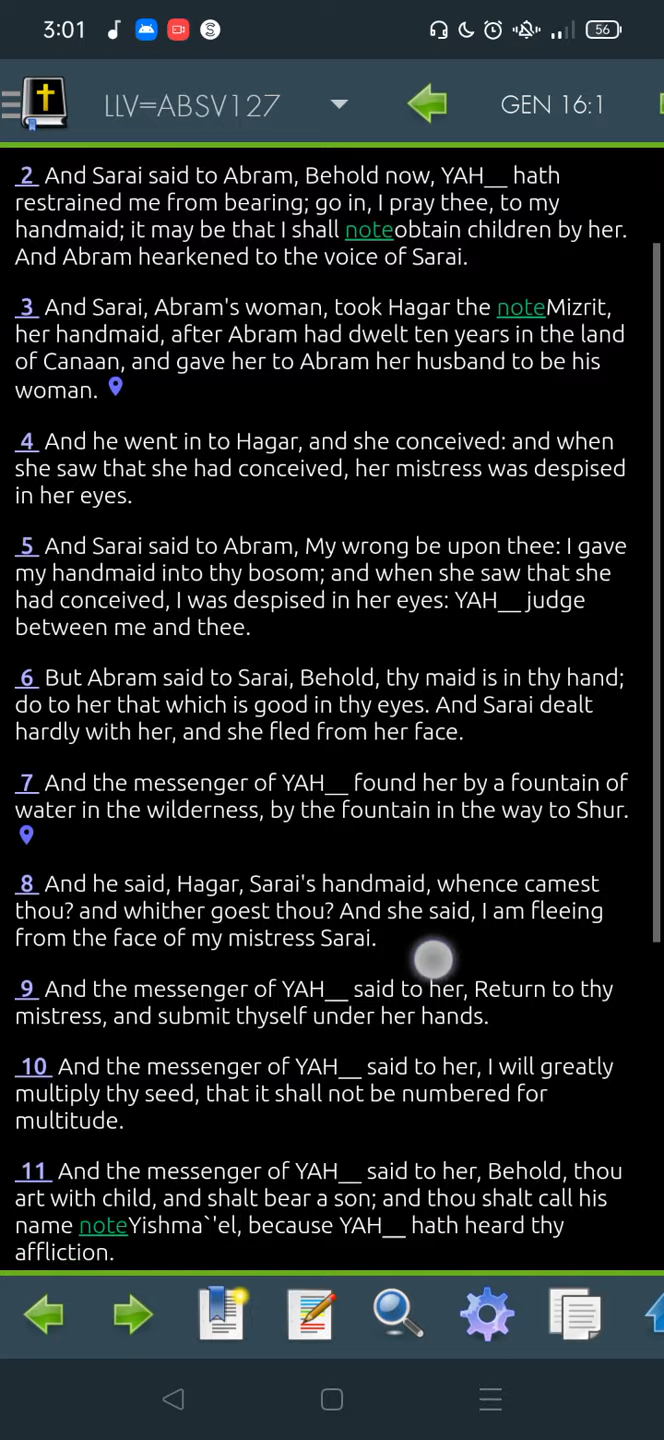 3:01
56
LLV=ABSV127
GEN 16:1
2 And Sarai said to Abram, Behold now, YAH__ hath
restrained me from bearing; go in, I pray thee, to my
handmaid; it may be that I shall noteobtain children by her.
And Abram hearkened to the voice of Sarai.
3 And Sarai, Abram's woman, took Hagar the noteMizrit,
her handmaid, after Abram had dwelt ten years in the land
of Canaan, and gave her to Abram her husband to be his
woman.
4 And he went in to Hagar, and she conceived: and when
she saw that she had conceived, her mistress was despised
in her eyes.
5 And Sarai said to Abram, My wrong be upon thee: I gave
my handmaid into thy bosom; and when she saw that she
had conceived, I was despised in her eyes: YAH__ judge
between me and thee.
6 But Abram said to Sarai, Behold, thy maid is in thy hand;
do to her that which is good in thy eyes. And Sarai dealt
hardly with her, and she fled from her face.
7 And the messenger of YAH__ found her by a fountain of
water in the wilderness, by the fountain in the way to Shur.
8 And he said, Hagar, Sarai's handmaid, whence camest
thou? and whither goest thou? And she said, I am fleeing
from the face of my mistress Sarai.
9 And the messenger of YAH__ said to her, Return to thy
mistress, and submit thyself under her hands.
10 And the messenger of YAH__ said to her, I will greatly
multiply thy seed, that it shall not be numbered for
multitude.
11 And the messenger of YAH__ said to her, Behold, thou
art with child, and shalt bear a son; and thou shalt call his
name noteYishma`'el, because YAH__ hath heard thy
affliction.